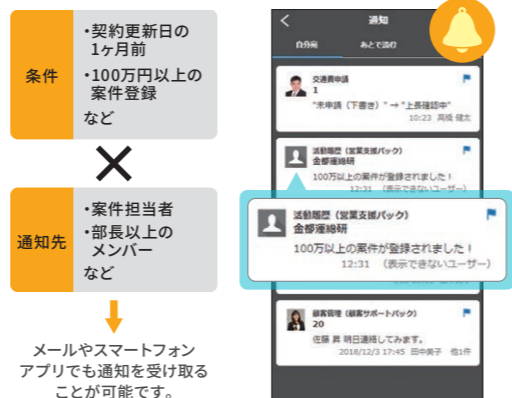 条件
・契約更新日の
1ヶ月前
・100万円以上の
案件登録
など
×
通知先
・案件担当者
・部長以上の
メンバー
など
メールやスマートフォン
アプリでも通知を受け取る
ことが可能です。
通知
自分宛
あとで読む
交通費申請
1
"未申請（下書き）" → "上長確認中"
10:23 高橋 健太
活動履歴（営業支援パック）
金都運総研
100万以上の案件が登録されました！
12:31 （表示できないユーザー）
活動履歴（営業支援パック）
金都運総研
100万以上の案件が登録されました！
12:31 （表示できないユーザー）
顧客管理（顧客サポートパック）
20
佐藤 昇 明日連絡してみます。
2018/12/3 17:45 田中美子 他1件